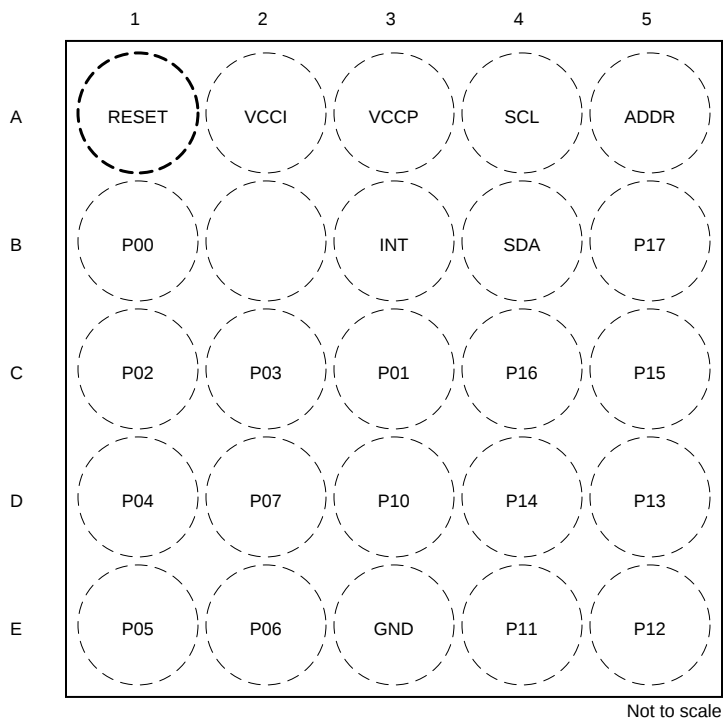 1 2 3 4 5
A RESET VCCI VCCP SCL ADDR
B P00 INT SDA P17
C P02 P03 P01 P16 P15
D P04 P07 P10 P14 P13
E P05 P06 GND P11 P12
Not to scale